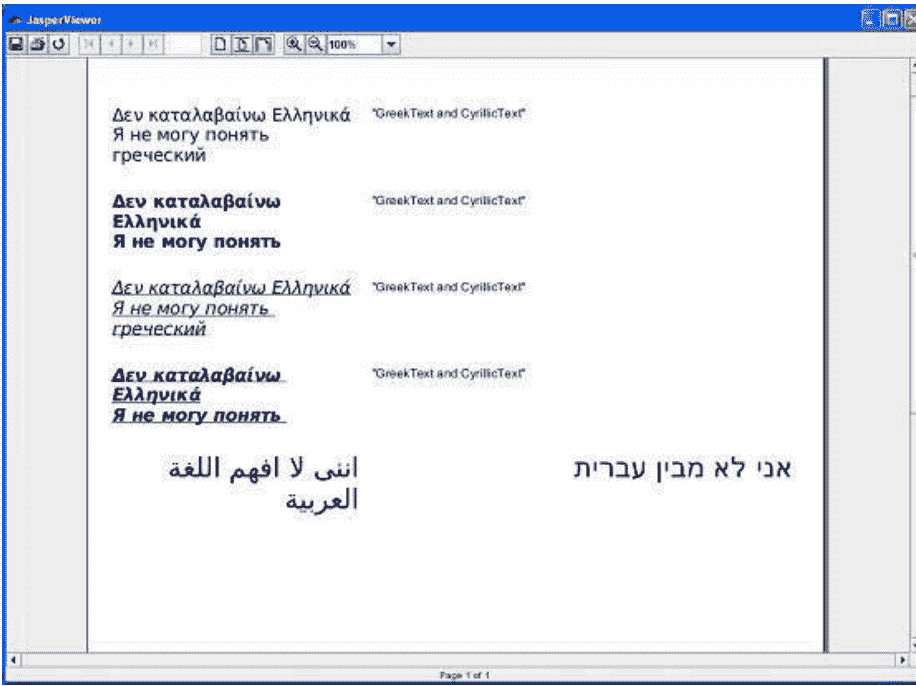 JasperViewer
100%
Δεν καταλαβαίνω Ελληνικά "GreekText and CyrillicText"
Я не могу понять
греческий
Δεν καταλαβαίνω "GreekText and CyrillicText"
Ελληνικά
Я не могу понять
Δεν καταλαβαίνω Ελληνικά "GreekText and CyrillicText"
Я не могу понять
греческий
Δεν καταλαβαίνω "GreekText and CyrillicText"
Ελληνικά
Я не могу понять
اننى لا افهم اللغة
العربية
אני לא מבין עברית
Page 1 of 1